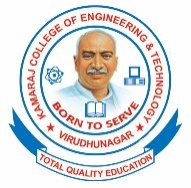 KAMARAJ COLLEGE OF ENGINEERING & TECHNOLOGY
BORN TO SERVE
VIRUDHUNAGAR
TOTAL QUALITY EDUCATION